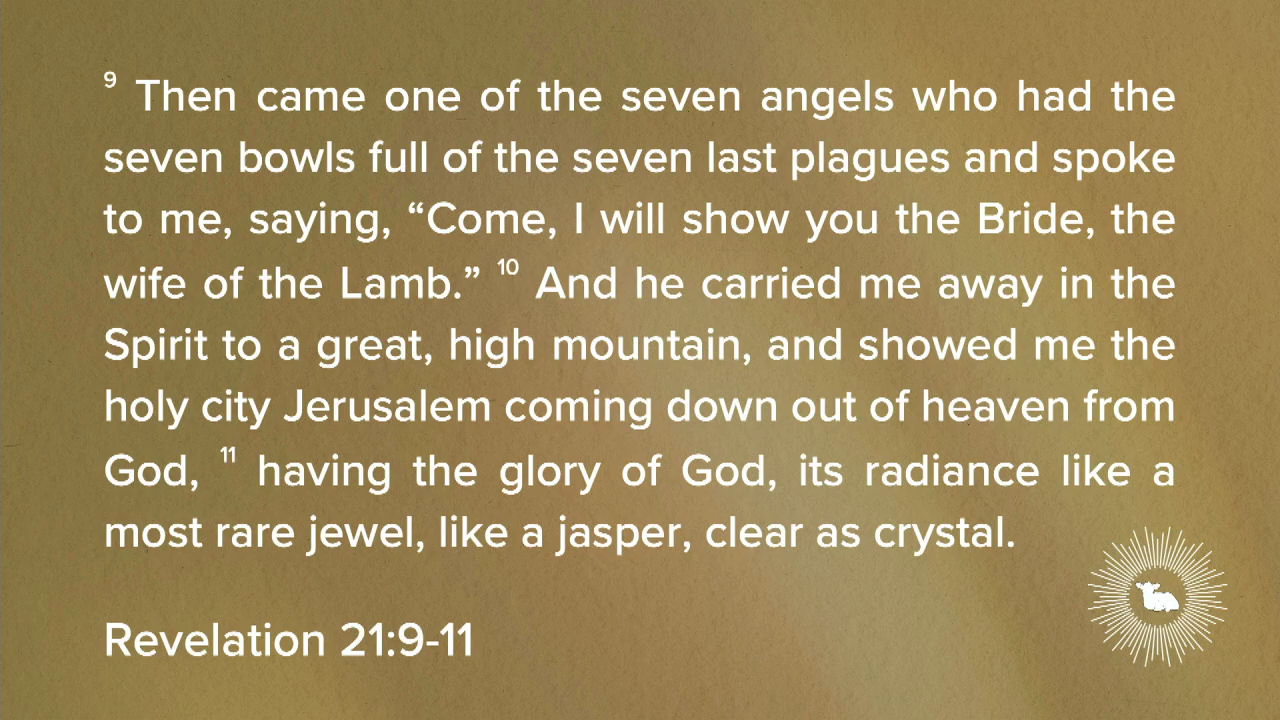 ⁹ Then came one of the seven angels who had the
seven bowls full of the seven last plagues and spoke
to me, saying, “Come, I will show you the Bride, the
wife of the Lamb.” ¹⁰ And he carried me away in the
Spirit to a great, high mountain, and showed me the
holy city Jerusalem coming down out of heaven from
God, ¹¹ having the glory of God, its radiance like a
most rare jewel, like a jasper, clear as crystal.
Revelation 21:9-11